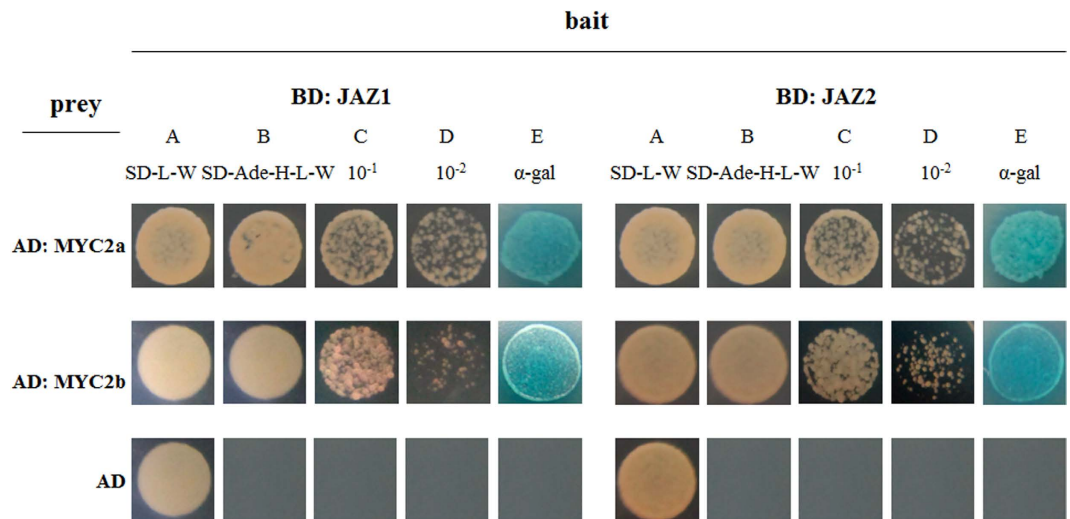 bait
prey
BD: JAZ1 BD: JAZ2
A B C D E A B C D E
SD-L-W SD-Ade-H-L-W 10⁻¹ 10⁻² α-gal SD-L-W SD-Ade-H-L-W 10⁻¹ 10⁻² α-gal
AD: MYC2a
AD: MYC2b
AD